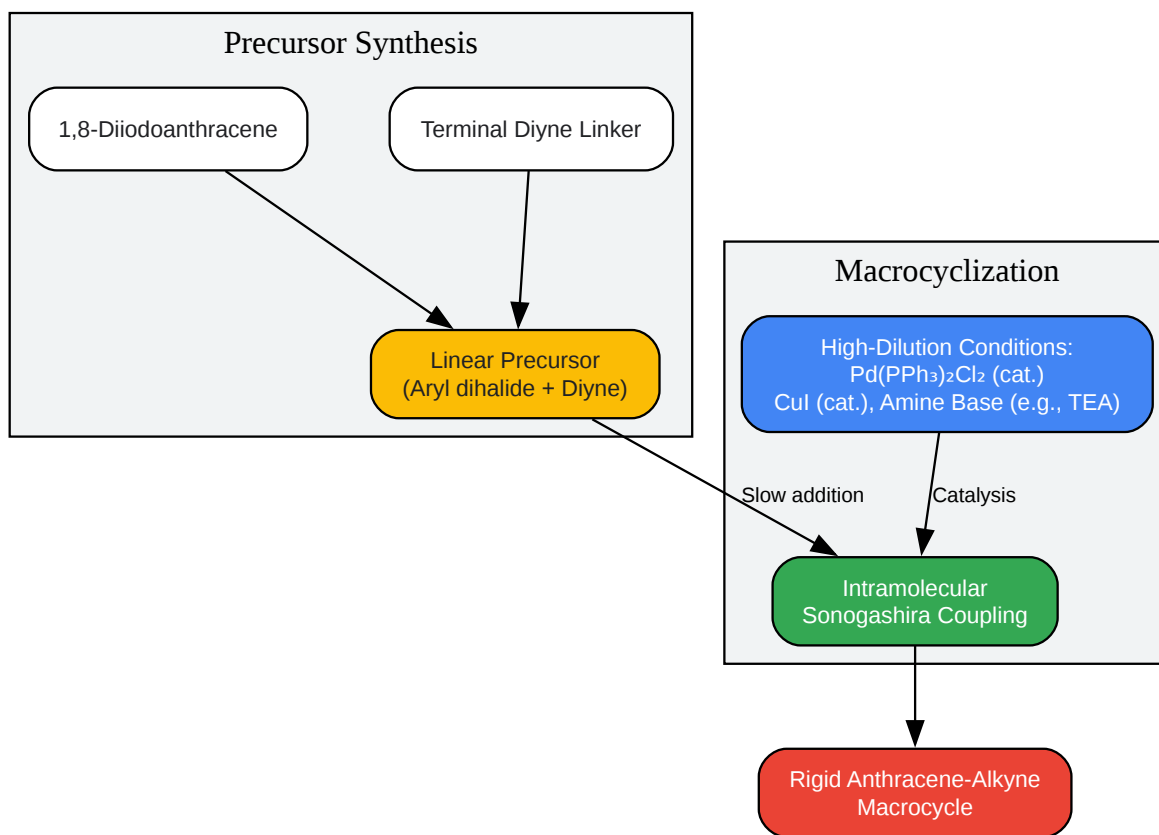 Precursor Synthesis
1,8-Diiodoanthracene
Terminal Diyne Linker
Linear Precursor
(Aryl dihalide + Diyne)
Macrocyclization
High-Dilution Conditions:
Pd(PPh₃)₂Cl₂ (cat.)
CuI (cat.), Amine Base (e.g., TEA)
Slow addition
Catalysis
Intramolecular
Sonogashira Coupling
Rigid Anthracene-Alkyne
Macrocycle